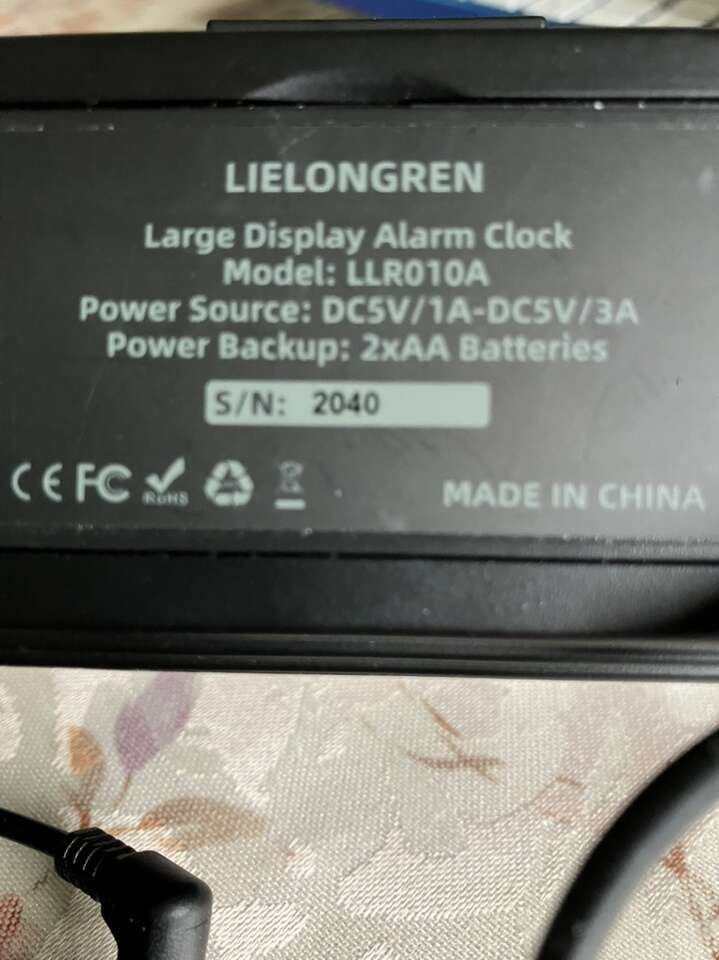 LIELONGREN
Large Display Alarm Clock
Model: LLR010A
Power Source: DC5V/1A-DC5V/3A
Power Backup: 2xAA Batteries
S/N: 2040
CE FC RoHS
MADE IN CHINA